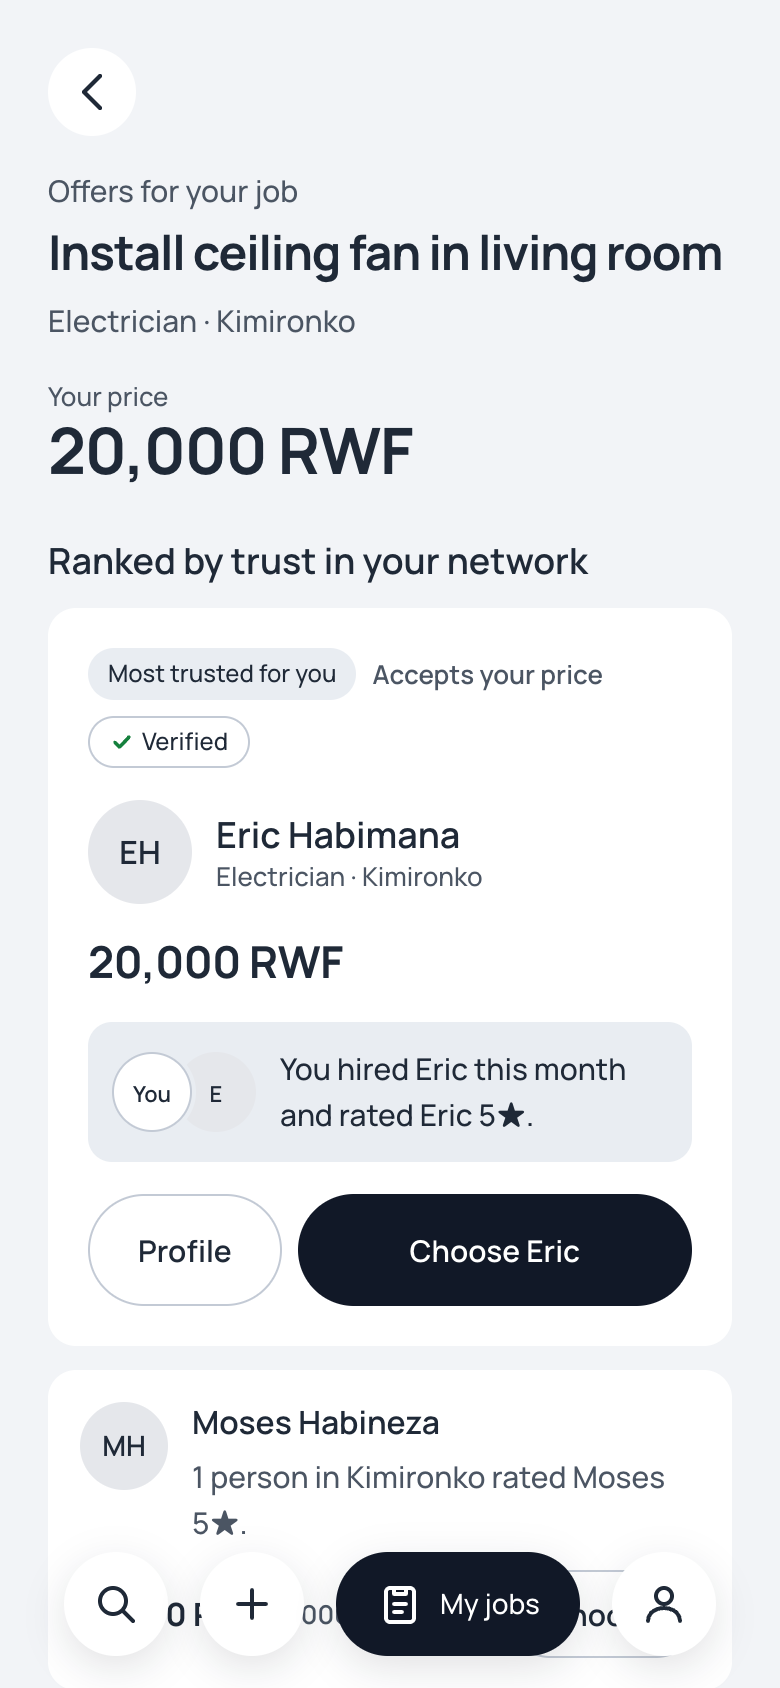 Offers for your job
Install ceiling fan in living room
Electrician · Kimironko
Your price
20,000 RWF
Ranked by trust in your network
Most trusted for you
Accepts your price
Verified
EH
Eric Habimana
Electrician · Kimironko
20,000 RWF
You
E
You hired Eric this month
and rated Eric 5★.
Profile
Choose Eric
MH
Moses Habineza
1 person in Kimironko rated Moses
5★.
My jobs